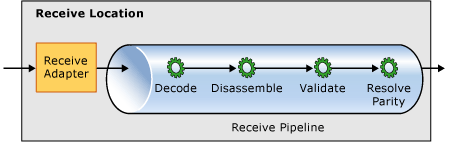 Receive Location
Receive
Adapter
Decode
Disassemble
Validate
Resolve
Parity
Receive Pipeline